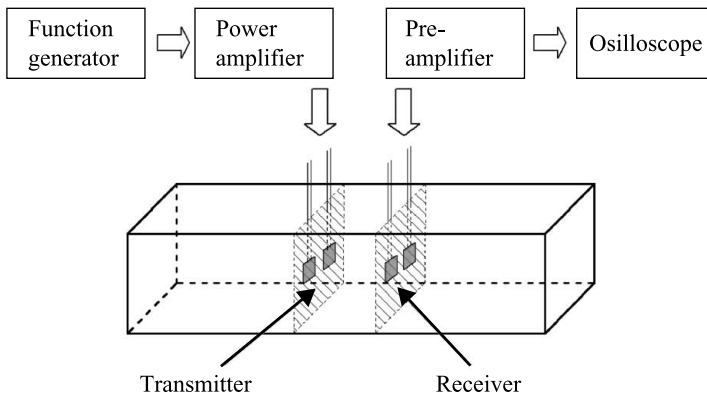 Function
generator
Power
amplifier
Pre-
amplifier
Osilloscope
Transmitter
Receiver